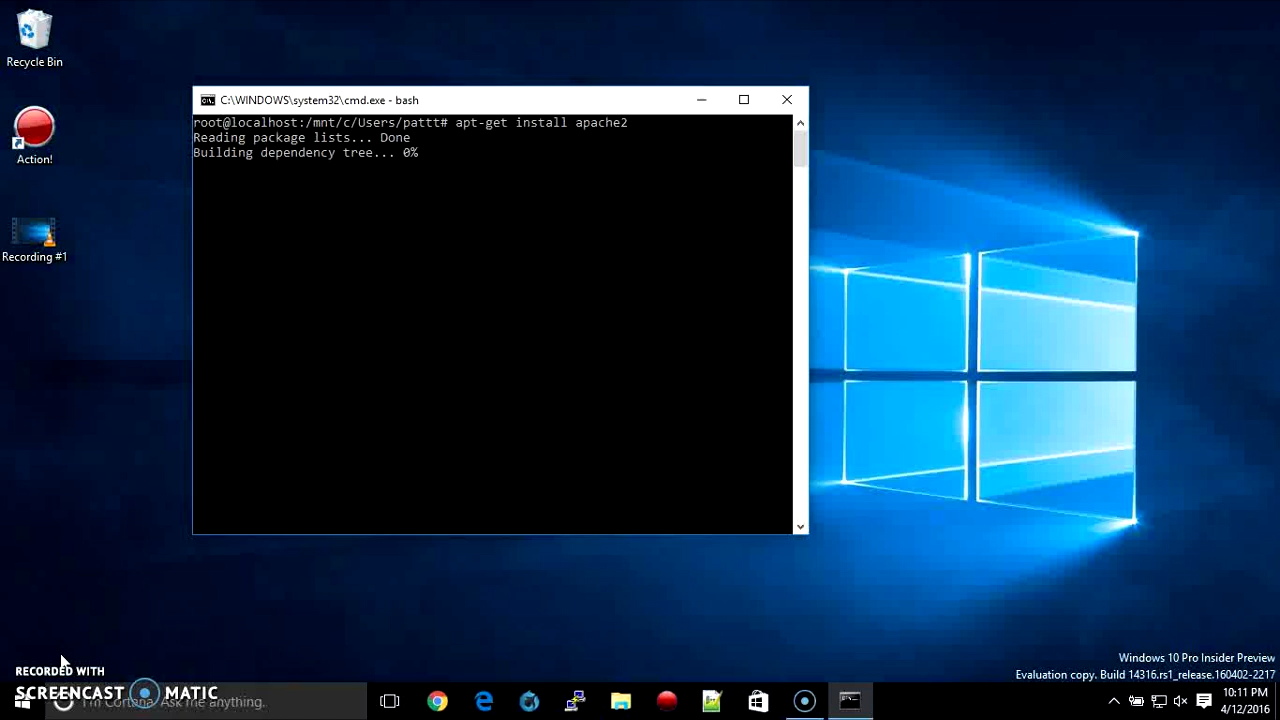 Recycle Bin
Action!
Recording #1
C:\WINDOWS\system32\cmd.exe - bash
root@localhost:/mnt/c/Users/pattt# apt-get install apache2
Reading package lists... Done
Building dependency tree... 0%
Windows 10 Pro Insider Preview
Evaluation copy. Build 14316.rs1_release.160402-2217
RECORDED WITH
SCREENCAST MATIC
I'm Cortana. Ask me anything.
10:11 PM
4/12/2016